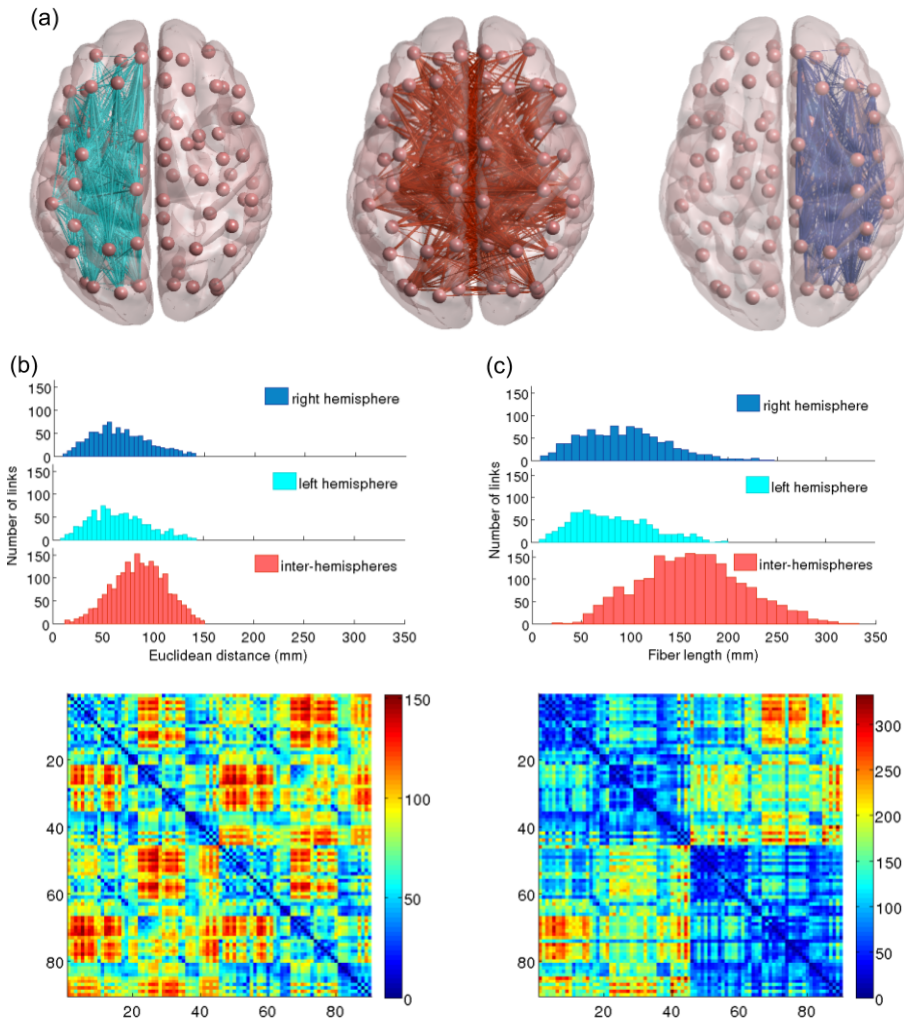 (a)
(b)
(c)
150
100
50
0
right hemisphere
150
100
50
0
right hemisphere
Number of links
150
100
50
0
left hemisphere
Number of links
150
100
50
0
left hemisphere
150
100
50
0
inter-hemispheres
150
100
50
0
inter-hemispheres
0 50 100 150 200 250 300 350
Euclidean distance (mm)
0 50 100 150 200 250 300 350
Fiber length (mm)
20
40
60
80
20 40 60 80
150
100
50
0
20
40
60
80
20 40 60 80
300
250
200
150
100
50
0